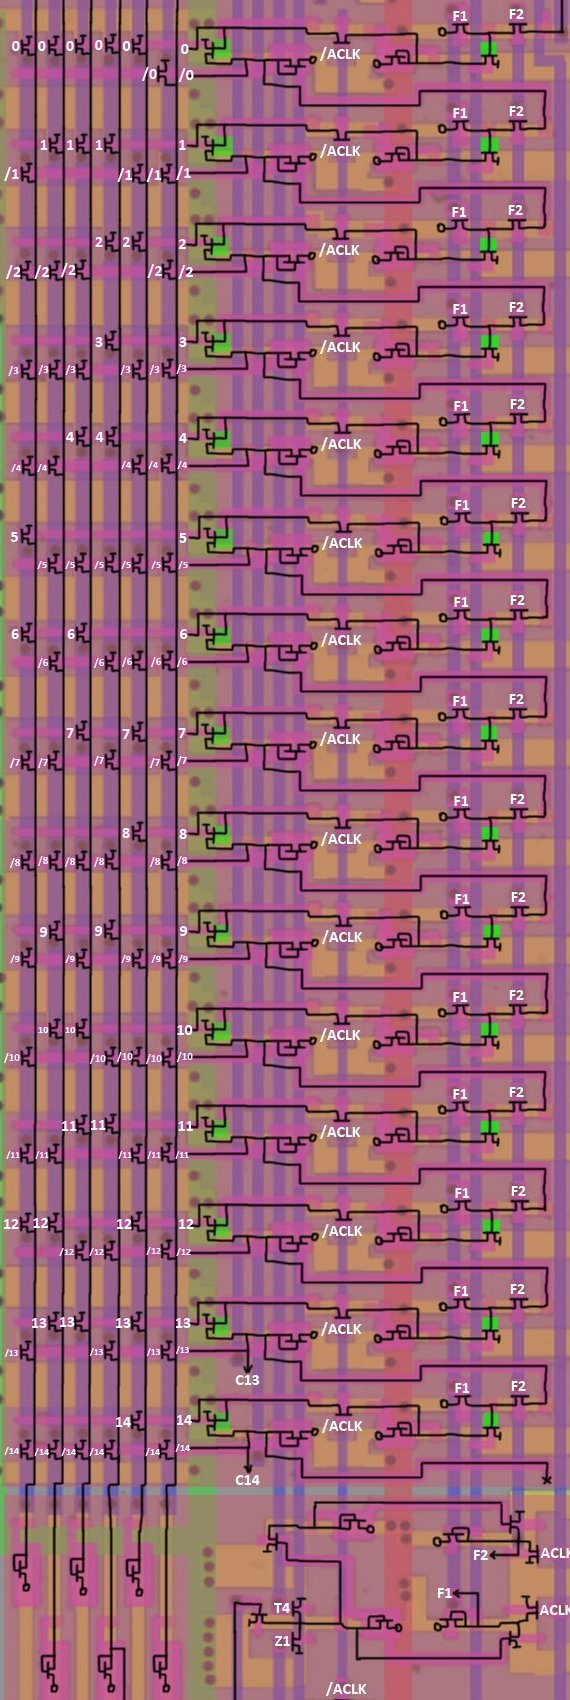 F1 F2
0 0 0 0 0 0 /ACLK
/0 /0
F1 F2
1 1 1 1 /ACLK
/1 /1 /1 /1
F1 F2
2 2 2 /ACLK
/2 /2 /2 /2 /2
F1 F2
3 3 /ACLK
/3 /3 /3 /3 /3 /3
F1 F2
4 4 4 /ACLK
/4 /4 /4 /4 /4
F1 F2
5 5 /ACLK
/5 /5 /5 /5 /5 /5
F1 F2
6 6 6 /ACLK
/6 /6 /6 /6 /6
F1 F2
7 7 7 /ACLK
/7 /7 /7 /7 /7
F1 F2
8 8 /ACLK
/8 /8 /8 /8 /8 /8
F1 F2
9 9 9 /ACLK
/9 /9 /9 /9 /9
F1 F2
10 10 10 /ACLK
/10 /10 /10 /10 /10
F1 F2
11 11 11 /ACLK
/11 /11 /11 /11 /11
F1 F2
12 12 12 12 /ACLK
/12 /12 /12 /12
F1 F2
13 13 13 13 /ACLK
/13 /13 /13 /13
C13
F1 F2
14 14 /ACLK
/14 /14 /14 /14 /14 /14
C14
F2 ACLK
F1
T4 ACLK
Z1
/ACLK